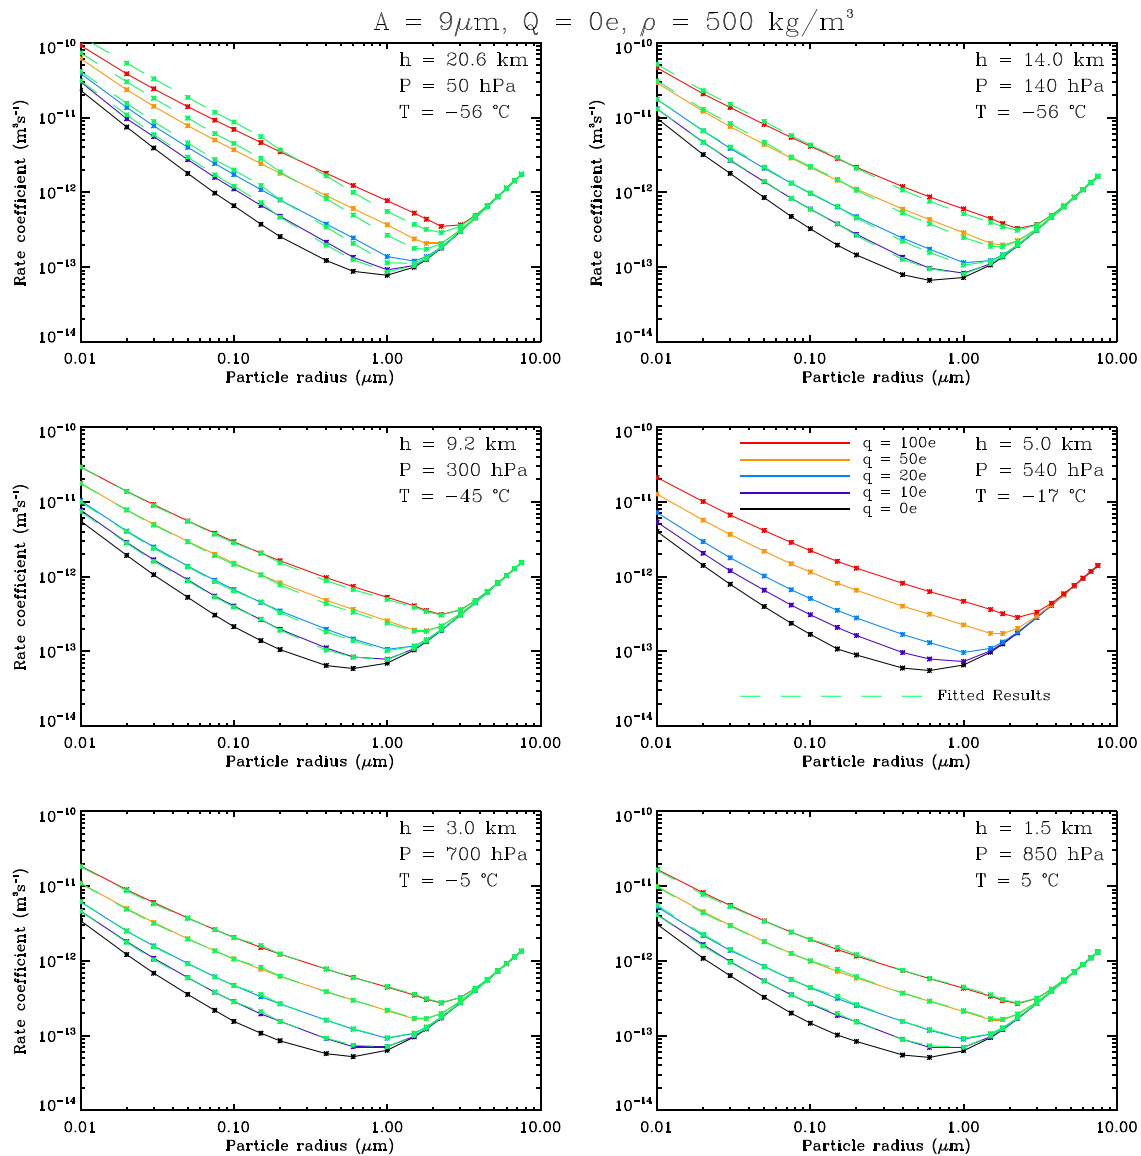 A = 9μm, Q = 0e, ρ = 500 kg/m³
h = 20.6 km
P = 50 hPa
T = −56 °C
Rate coefficient (m³s⁻¹)
10⁻¹⁰
10⁻¹¹
10⁻¹²
10⁻¹³
10⁻¹⁴
0.01 0.10 1.00 10.00
Particle radius (μm)
h = 14.0 km
P = 140 hPa
T = −56 °C
Rate coefficient (m³s⁻¹)
10⁻¹⁰
10⁻¹¹
10⁻¹²
10⁻¹³
10⁻¹⁴
0.01 0.10 1.00 10.00
Particle radius (μm)
h = 9.2 km
P = 300 hPa
T = −45 °C
Rate coefficient (m³s⁻¹)
10⁻¹⁰
10⁻¹¹
10⁻¹²
10⁻¹³
10⁻¹⁴
0.01 0.10 1.00 10.00
Particle radius (μm)
q = 100e
q = 50e
q = 20e
q = 10e
q = 0e
h = 5.0 km
P = 540 hPa
T = −17 °C
Fitted Results
Rate coefficient (m³s⁻¹)
10⁻¹⁰
10⁻¹¹
10⁻¹²
10⁻¹³
10⁻¹⁴
0.01 0.10 1.00 10.00
Particle radius (μm)
h = 3.0 km
P = 700 hPa
T = −5 °C
Rate coefficient (m³s⁻¹)
10⁻¹⁰
10⁻¹¹
10⁻¹²
10⁻¹³
10⁻¹⁴
0.01 0.10 1.00 10.00
Particle radius (μm)
h = 1.5 km
P = 850 hPa
T = 5 °C
Rate coefficient (m³s⁻¹)
10⁻¹⁰
10⁻¹¹
10⁻¹²
10⁻¹³
10⁻¹⁴
0.01 0.10 1.00 10.00
Particle radius (μm)